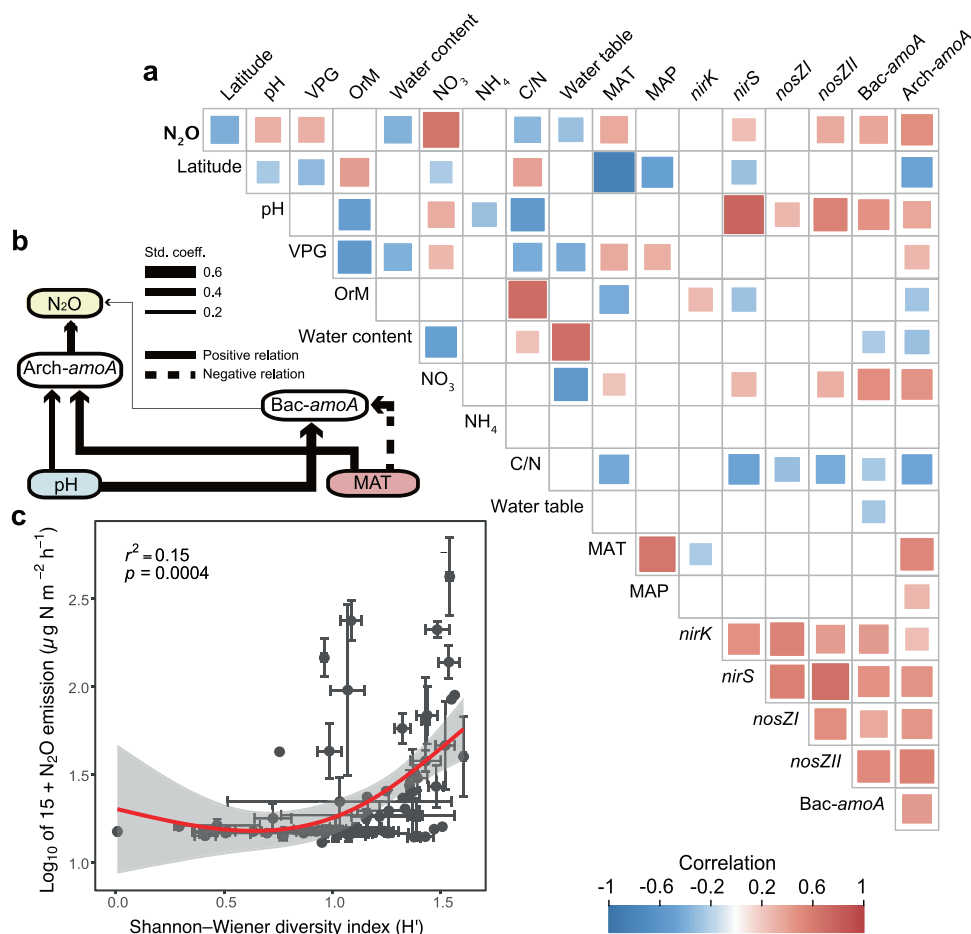 a
Latitude
pH
VPG
OrM
Water content
NO₃
NH₄
C/N
Water table
MAT
MAP
nirK
nirS
nosZI
nosZII
Bac-amoA
Arch-amoA
N₂O
Latitude
pH
VPG
OrM
Water content
NO₃
NH₄
C/N
Water table
MAT
MAP
nirK
nirS
nosZI
nosZII
Bac-amoA
b
Std. coeff.
0.6
0.4
0.2
Positive relation
Negative relation
N₂O
Arch-amoA
Bac-amoA
pH
MAT
c
r² = 0.15
p = 0.0004
Log₁₀ of 15 + N₂O emission (µg N m⁻² h⁻¹)
2.5
2.0
1.5
1.0
0.0
0.5
1.0
1.5
Shannon–Wiener diversity index (H')
Correlation
-1 -0.6 -0.2 0.2 0.6 1